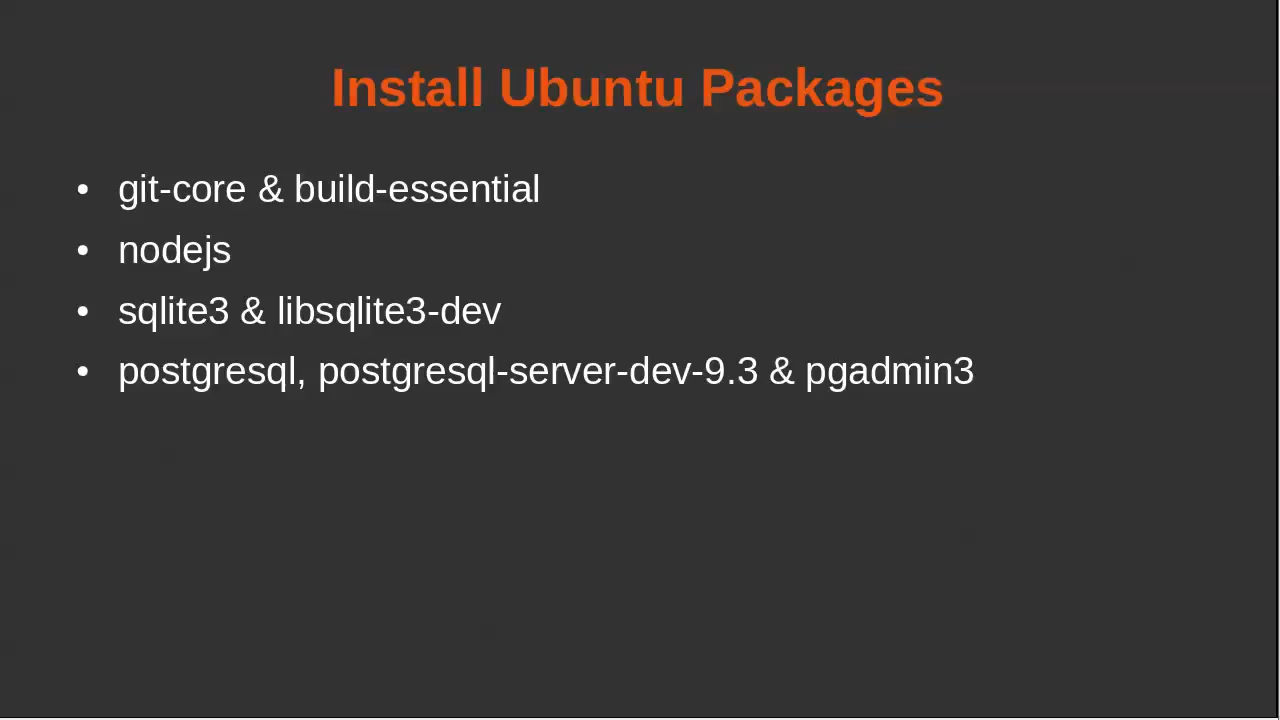 Install Ubuntu Packages
• git-core & build-essential
• nodejs
• sqlite3 & libsqlite3-dev
• postgresql, postgresql-server-dev-9.3 & pgadmin3